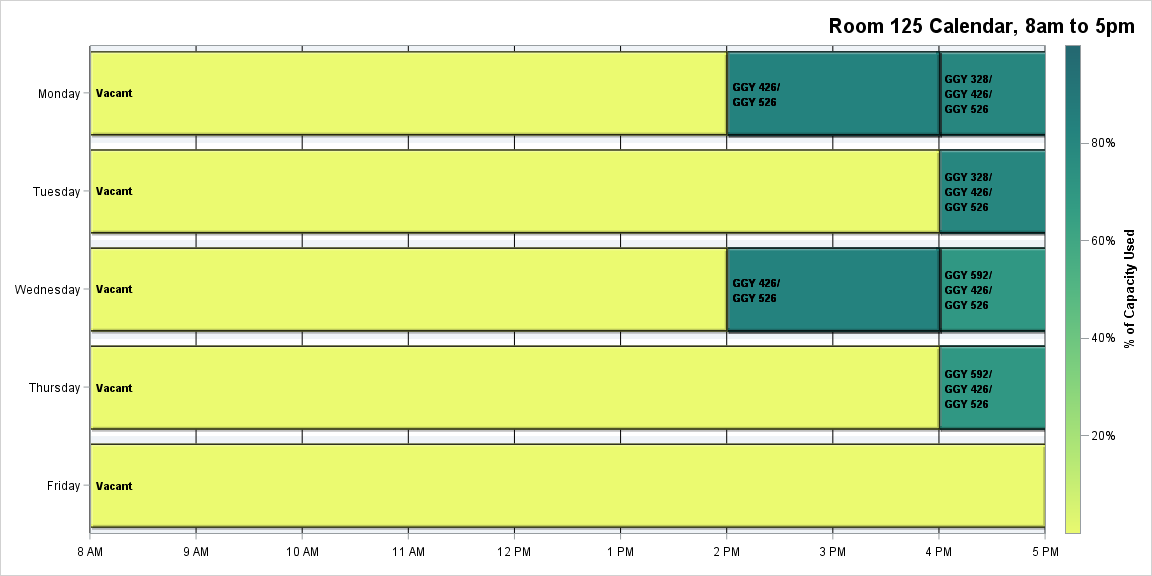 Room 125 Calendar, 8am to 5pm
Monday
Vacant
GGY 426/
GGY 526
GGY 328/
GGY 426/
GGY 526
Tuesday
Vacant
GGY 328/
GGY 426/
GGY 526
Wednesday
Vacant
GGY 426/
GGY 526
GGY 592/
GGY 426/
GGY 526
Thursday
Vacant
GGY 592/
GGY 426/
GGY 526
Friday
Vacant
8 AM
9 AM
10 AM
11 AM
12 PM
1 PM
2 PM
3 PM
4 PM
5 PM
80%
60%
40%
20%
% of Capacity Used